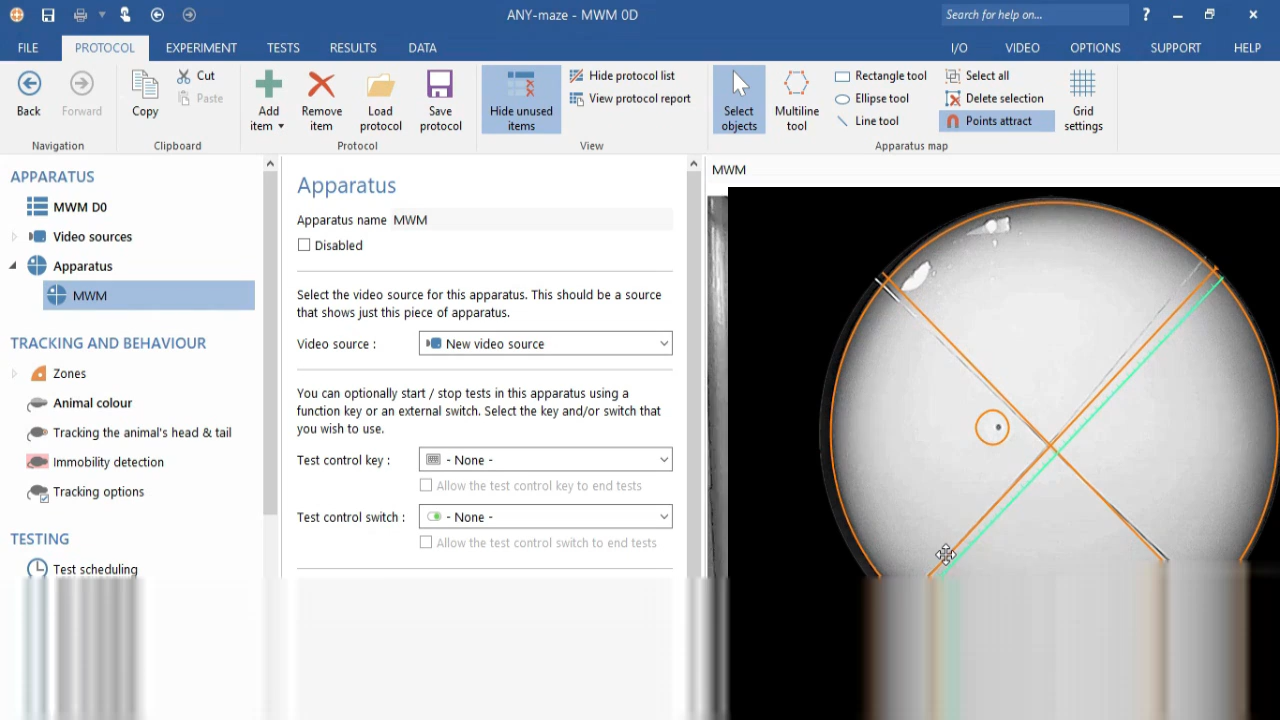 ANY-maze - MWM 0D
Search for help on...
?
FILE PROTOCOL EXPERIMENT TESTS RESULTS DATA I/O VIDEO OPTIONS SUPPORT HELP
Back
Forward
Navigation
Copy
Cut
Paste
Clipboard
Add item
Remove item
Load protocol
Save protocol
Protocol
Hide unused items
Hide protocol list
View protocol report
View
Select objects
Multiline tool
Rectangle tool
Ellipse tool
Line tool
Select all
Delete selection
Points attract
Grid settings
Apparatus map
APPARATUS
MWM D0
Video sources
Apparatus
MWM
TRACKING AND BEHAVIOUR
Zones
Animal colour
Tracking the animal's head & tail
Immobility detection
Tracking options
TESTING
Test scheduling
Apparatus
Apparatus name MWM
Disabled
Select the video source for this apparatus. This should be a source
that shows just this piece of apparatus.
Video source : New video source
You can optionally start / stop tests in this apparatus using a
function key or an external switch. Select the key and/or switch that
you wish to use.
Test control key : - None -
Allow the test control key to end tests
Test control switch : - None -
Allow the test control switch to end tests
MWM